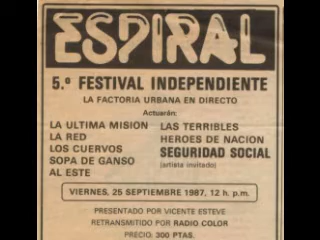 ESPIRAL
5.º FESTIVAL INDEPENDIENTE
LA FACTORIA URBANA EN DIRECTO
Actuarán:
LA ULTIMA MISION
LA RED
LOS CUERVOS
SOPA DE GANSO
AL ESTE
LAS TERRIBLES
HEROES DE NACION
SEGURIDAD SOCIAL
(artista invitado)
VIERNES, 25 SEPTIEMBRE 1987, 12 h. p.m.
PRESENTADO POR VICENTE ESTEVE
RETRANSMITIDO POR RADIO COLOR
PRECIO: 300 PTAS.